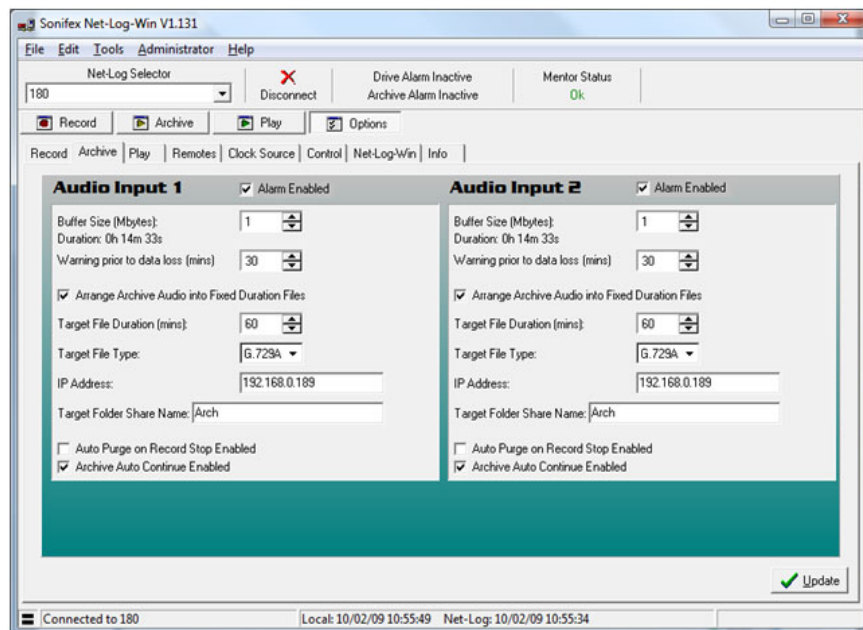 Sonifex Net-Log-Win V1.131
File Edit Tools Administrator Help
Net-Log Selector
180
Disconnect
Drive Alarm Inactive
Archive Alarm Inactive
Mentor Status
Ok
Record Archive Play Options
Record Archive Play Remotes Clock Source Control Net-Log-Win Info
Audio Input 1 Alarm Enabled
Buffer Size (Mbytes): 1
Duration: 0h 14m 33s
Warning prior to data loss (mins) 30
Arrange Archive Audio into Fixed Duration Files
Target File Duration (mins): 60
Target File Type: G.729A
IP Address: 192.168.0.189
Target Folder Share Name: Arch
Auto Purge on Record Stop Enabled
Archive Auto Continue Enabled
Audio Input 2 Alarm Enabled
Buffer Size (Mbytes): 1
Duration: 0h 14m 33s
Warning prior to data loss (mins) 30
Arrange Archive Audio into Fixed Duration Files
Target File Duration (mins): 60
Target File Type: G.729A
IP Address: 192.168.0.189
Target Folder Share Name: Arch
Auto Purge on Record Stop Enabled
Archive Auto Continue Enabled
Update
Connected to 180 Local: 10/02/09 10:55:49 Net-Log: 10/02/09 10:55:34